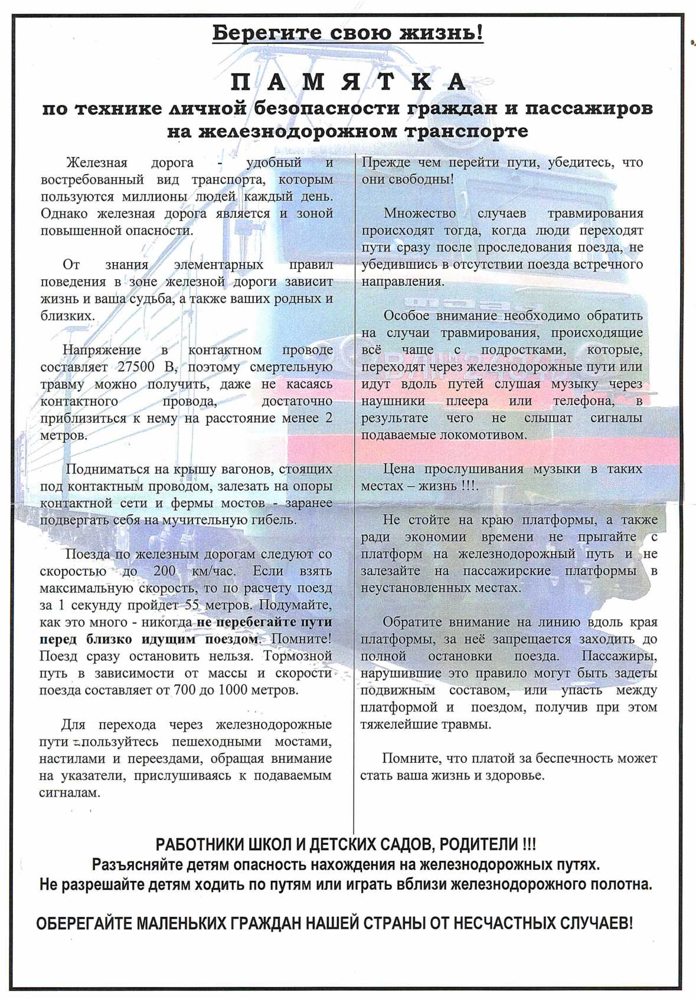 Берегите свою жизнь!
П А М Я Т К А
по технике личной безопасности граждан и пассажиров
на железнодорожном транспорте
Железная дорога - удобный и
востребованный вид транспорта, которым
пользуются миллионы людей каждый день.
Однако железная дорога является и зоной
повышенной опасности.
От знания элементарных правил
поведения в зоне железной дороги зависит
жизнь и ваша судьба, а также ваших родных и
близких.
Напряжение в контактном проводе
составляет 27500 В, поэтому смертельную
травму можно получить, даже не касаясь
контактного провода, достаточно
приблизиться к нему на расстояние менее 2
метров.
Подниматься на крышу вагонов, стоящих
под контактным проводом, залезать на опоры
контактной сети и фермы мостов - заранее
подвергать себя на мучительную гибель.
Поезда по железным дорогам следуют со
скоростью до 200 км/час. Если взять
максимальную скорость, то по расчету поезд
за 1 секунду пройдет 55 метров. Подумайте,
как это много - никогда не перебегайте пути
перед близко идущим поездом. Помните!
Поезд сразу остановить нельзя. Тормозной
путь в зависимости от массы и скорости
поезда составляет от 700 до 1000 метров.
Для перехода через железнодорожные
пути - пользуйтесь пешеходными мостами,
настилами и переездами, обращая внимание
на указатели, прислушиваясь к подаваемым
сигналам.
Прежде чем перейти пути, убедитесь, что
они свободны!
Множество случаев травмирования
происходят тогда, когда люди переходят
пути сразу после проследования поезда, не
убедившись в отсутствии поезда встречного
направления.
Особое внимание необходимо обратить
на случаи травмирования, происходящие
всё чаще с подростками, которые,
переходят через железнодорожные пути или
идут вдоль путей слушая музыку через
наушники плеера или телефона, в
результате чего не слышат сигналы
подаваемые локомотивом.
Цена прослушивания музыки в таких
местах – жизнь !!!.
Не стойте на краю платформы, а также
ради экономии времени не прыгайте с
платформ на железнодорожный путь и не
залезайте на пассажирские платформы в
неустановленных местах.
Обратите внимание на линию вдоль края
платформы, за неё запрещается заходить до
полной остановки поезда. Пассажиры,
нарушившие это правило могут быть задеты
подвижным составом, или упасть между
платформой и поездом, получив при этом
тяжелейшие травмы.
Помните, что платой за беспечность может
стать ваша жизнь и здоровье.
РАБОТНИКИ ШКОЛ И ДЕТСКИХ САДОВ, РОДИТЕЛИ !!!
Разъясняйте детям опасность нахождения на железнодорожных путях.
Не разрешайте детям ходить по путям или играть вблизи железнодорожного полотна.
ОБЕРЕГАЙТЕ МАЛЕНЬКИХ ГРАЖДАН НАШЕЙ СТРАНЫ ОТ НЕСЧАСТНЫХ СЛУЧАЕВ!